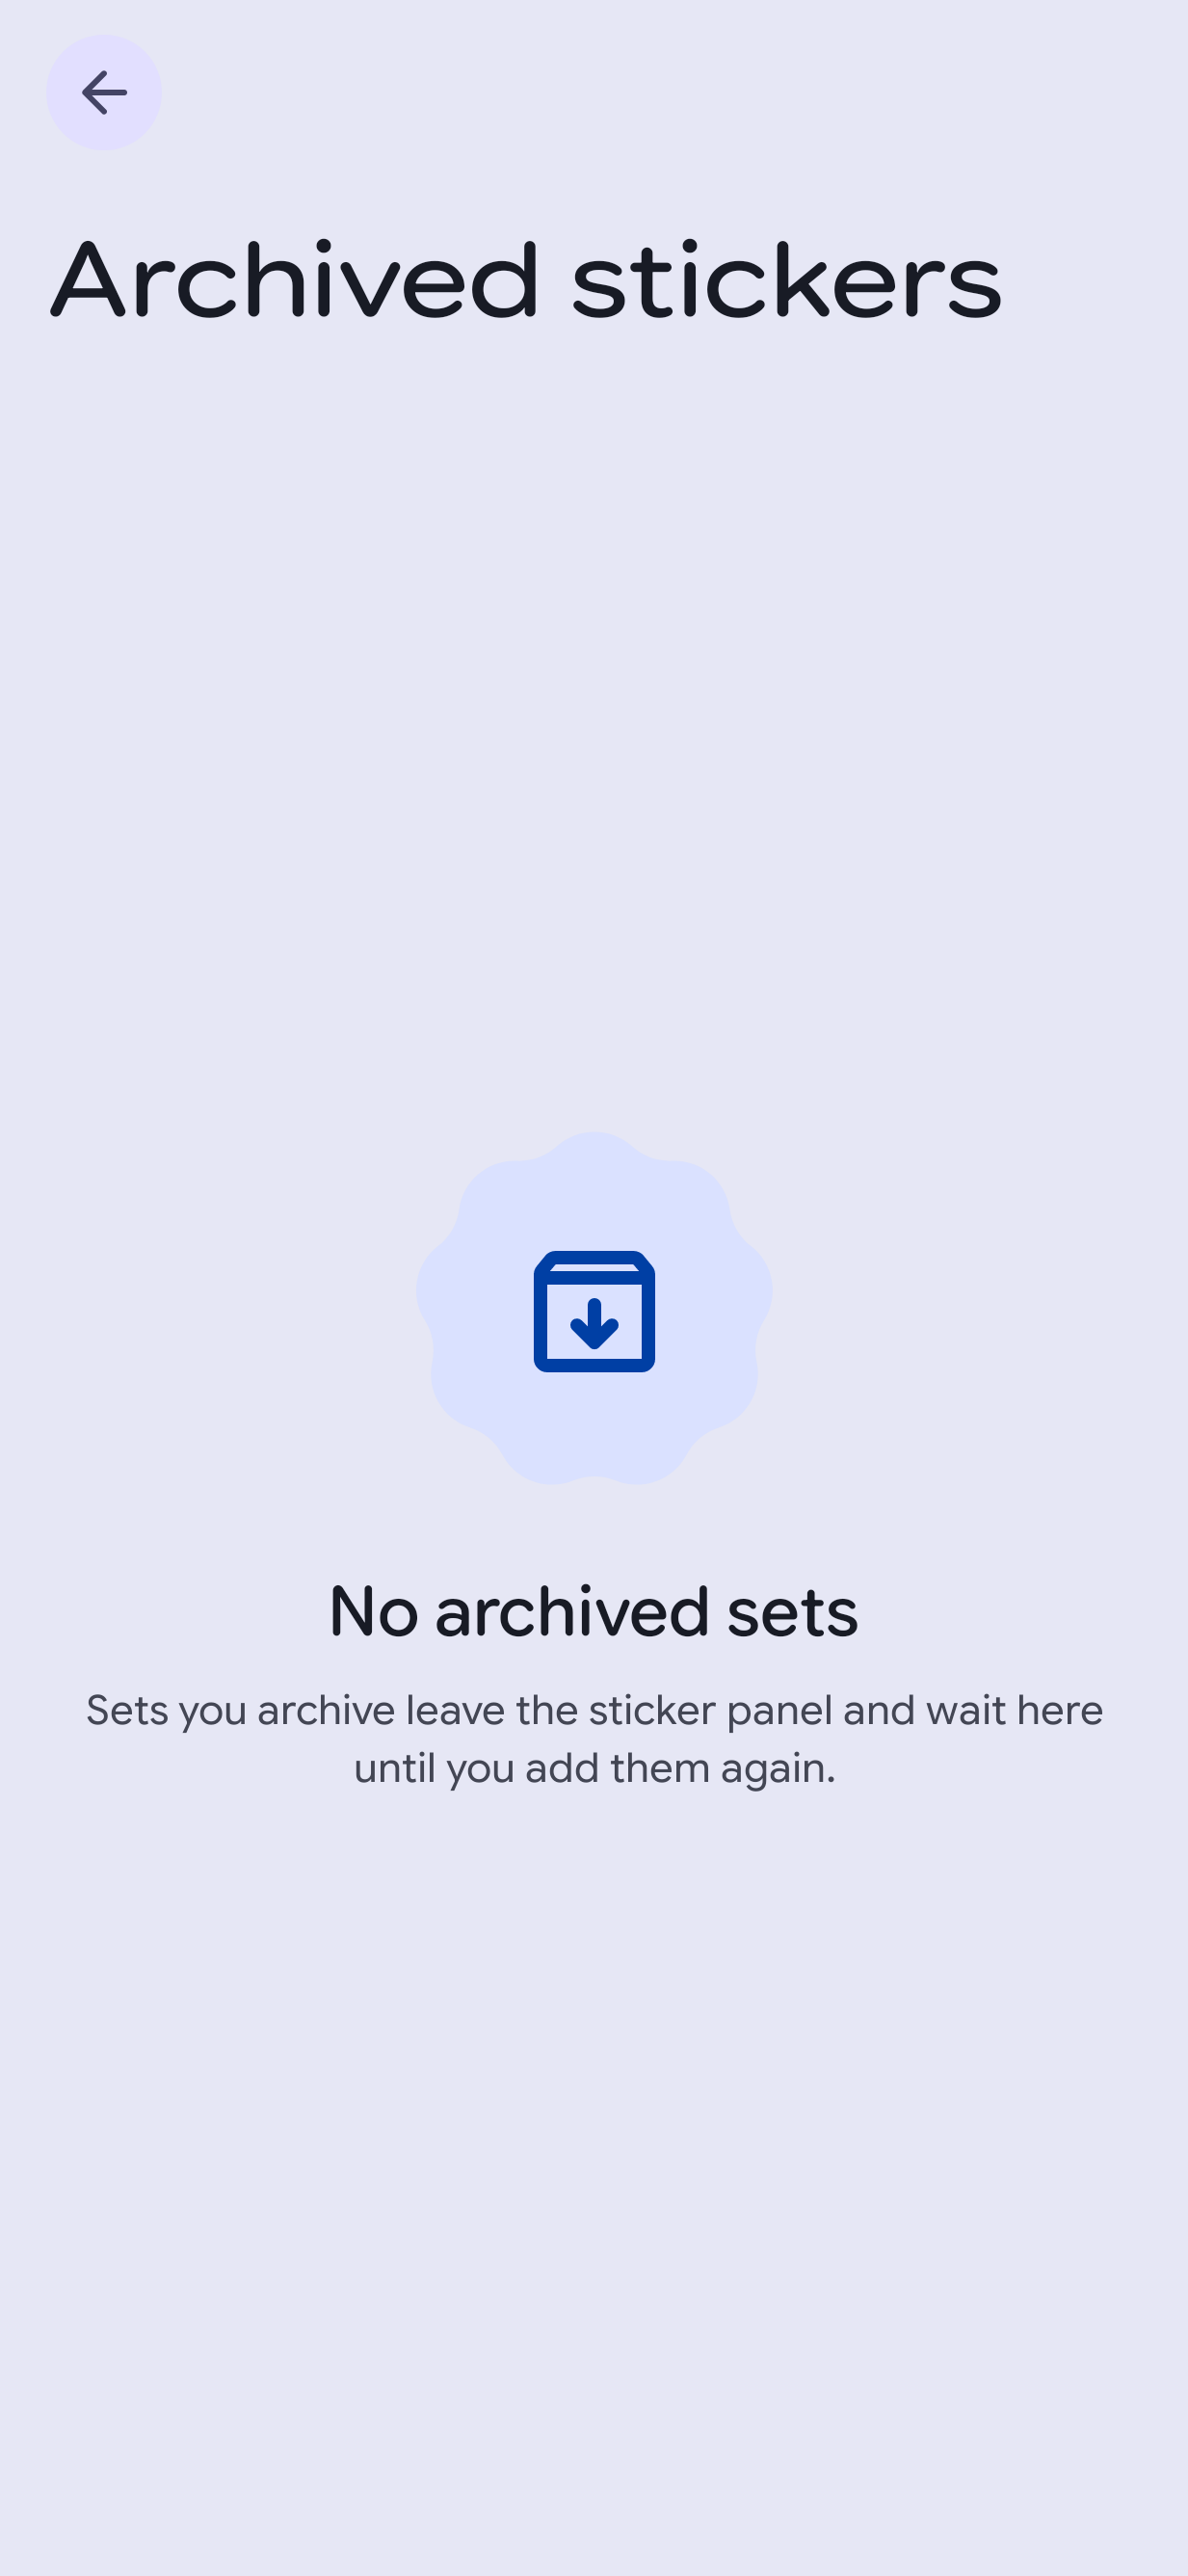 Archived stickers
No archived sets
Sets you archive leave the sticker panel and wait here
until you add them again.